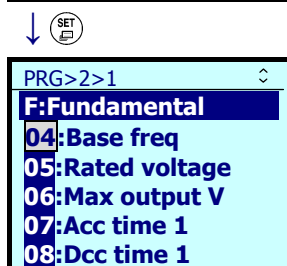 SET
PRG>2>1
F:Fundamental
04:Base freq
05:Rated voltage
06:Max output V
07:Acc time 1
08:Dcc time 1